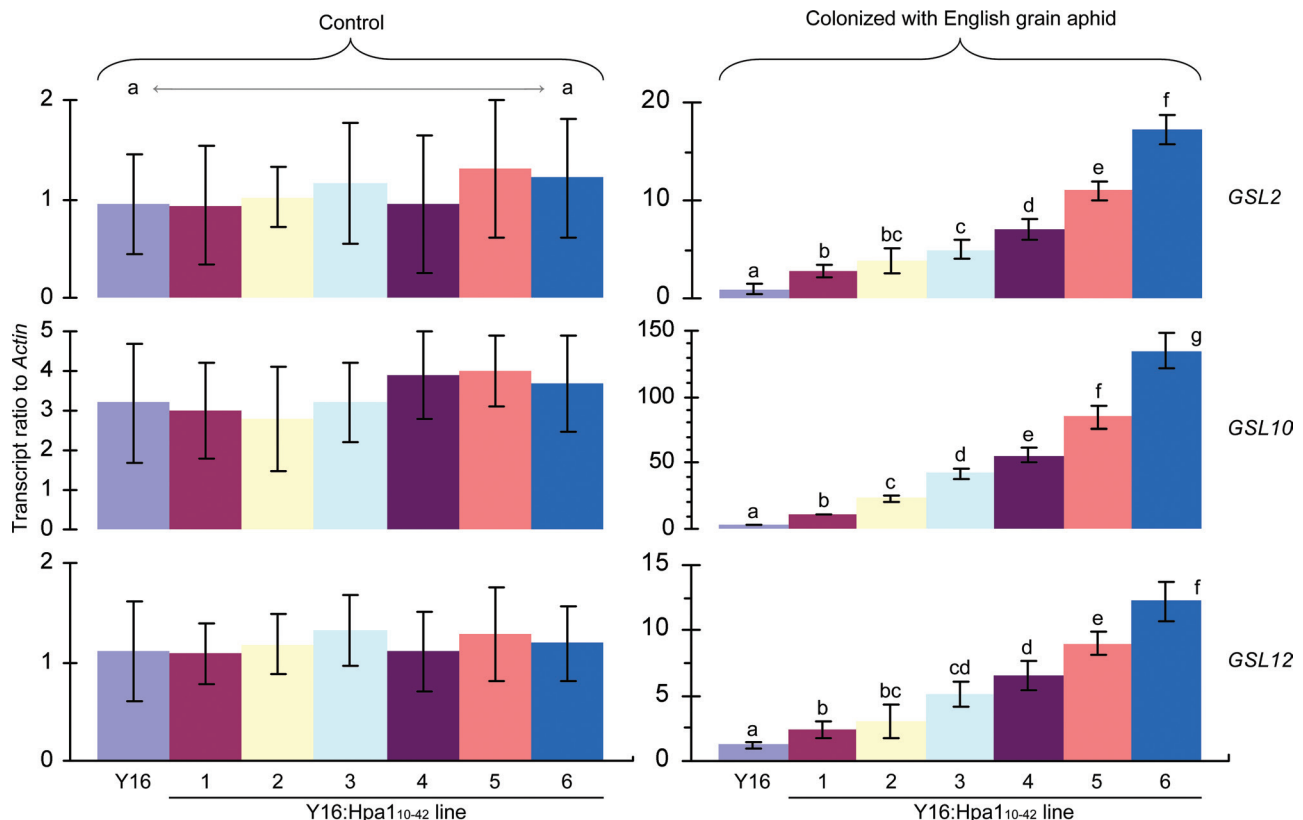 Control
Colonized with English grain aphid
a a
2
1
0
20
10
0
a
b
bc
c
d
e
f
GSL2
Transcript ratio to Actin
5
4
3
2
1
0
150
100
50
0
a
b
c
d
e
f
g
GSL10
2
1
0
15
10
5
0
a
b
bc
cd
d
e
f
GSL12
Y16 1 2 3 4 5 6
Y16:Hpa1₁₀₋₄₂ line
Y16 1 2 3 4 5 6
Y16:Hpa1₁₀₋₄₂ line